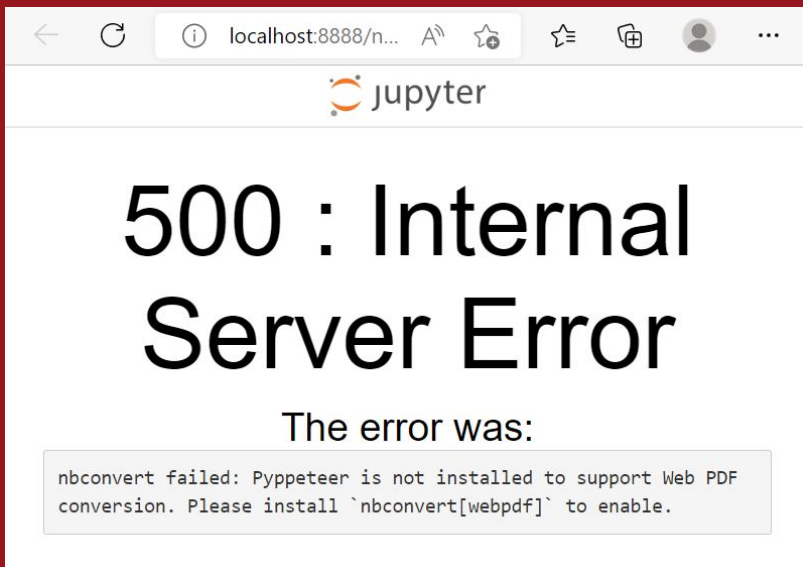 localhost:8888/n...
jupyter
500 : Internal
Server Error
The error was:
nbconvert failed: Pyppeteer is not installed to support Web PDF
conversion. Please install `nbconvert[webpdf]` to enable.